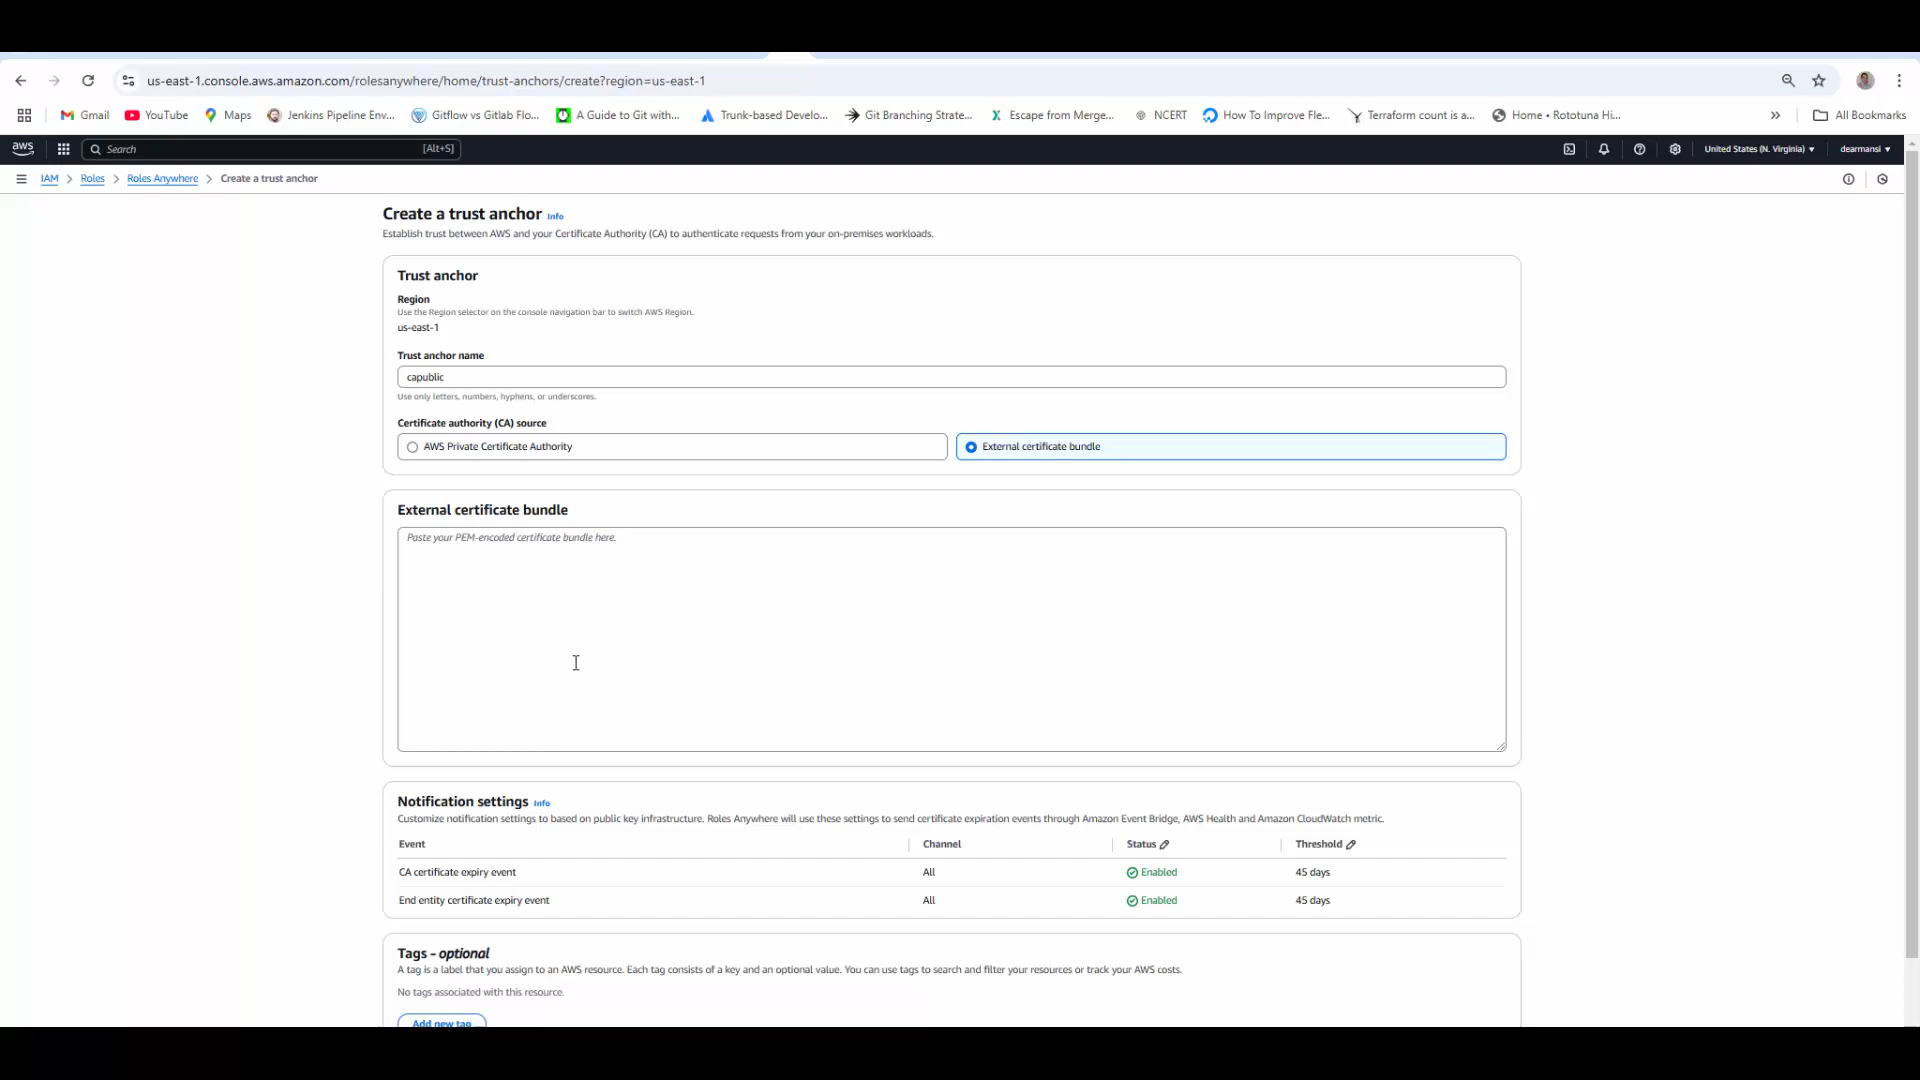 us-east-1.console.aws.amazon.com/rolesanywhere/home/trust-anchors/create?region=us-east-1
Gmail YouTube Maps Jenkins Pipeline Env... Gitflow vs Gitlab Flo... A Guide to Git with... Trunk-based Develo... Git Branching Strate... Escape from Merge... NCERT How To Improve Fle... Terraform count is a... Home • Rototuna Hi... » All Bookmarks
aws Search [Alt+S] United States (N. Virginia) dearmansi
IAM > Roles > Roles Anywhere > Create a trust anchor
Create a trust anchor Info
Establish trust between AWS and your Certificate Authority (CA) to authenticate requests from your on-premises workloads.
Trust anchor
Region
Use the Region selector on the console navigation bar to switch AWS Region.
us-east-1
Trust anchor name
capublic
Use only letters, numbers, hyphens, or underscores.
Certificate authority (CA) source
AWS Private Certificate Authority External certificate bundle
External certificate bundle
Paste your PEM-encoded certificate bundle here.
Notification settings Info
Customize notification settings to based on public key infrastructure. Roles Anywhere will use these settings to send certificate expiration events through Amazon Event Bridge, AWS Health and Amazon CloudWatch metric.
Event Channel Status Threshold
CA certificate expiry event All Enabled 45 days
End entity certificate expiry event All Enabled 45 days
Tags - optional
A tag is a label that you assign to an AWS resource. Each tag consists of a key and an optional value. You can use tags to search and filter your resources or track your AWS costs.
No tags associated with this resource.
Add new tag